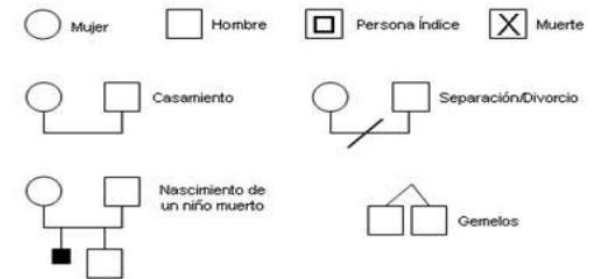 Mujer
Hombre
Persona Índice
Muerte
Casamiento
Separación/Divorcio
Nascimiento de
un niño muerto
Gemelos